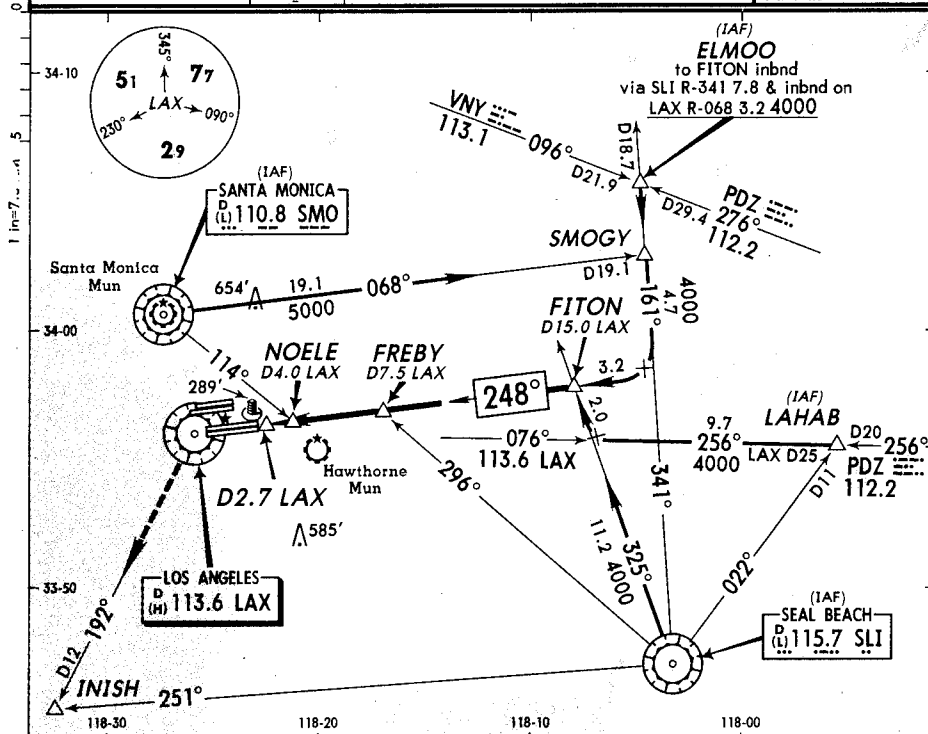 (IAF)
ELMOO
to FITON inbnd
via SLI R-341 7.8 & inbnd on
LAX R-068 3.2 4000
34-10
345°
51
77
LAX
090°
230°
29
VNY
113.1
096°
D21.9
D18.7
D29.4
PDZ
276°
112.2
(IAF)
SANTA MONICA
D
(L) 110.8 SMO
SMOGY
D19.1
Santa Monica
Mun
654'
19.1
5000
068°
4000
4.7
161°
34-00
FITON
D15.0 LAX
3.2
114°
NOELE
D4.0 LAX
FREBY
D7.5 LAX
248°
289'
2.0
(IAF)
LAHAB
9.7
256°
4000
LAX D25
D20
256°
PDZ
112.2
076°
113.6 LAX
Hawthorne
Mun
D2.7 LAX
296°
341°
D11
585'
11.2 4000
325°
022°
33-50
LOS ANGELES
D
(H) 113.6 LAX
(IAF)
SEAL BEACH
D
(L) 115.7 SLI
192°
D12
INISH
251°
118-30
118-20
118-10
118-00